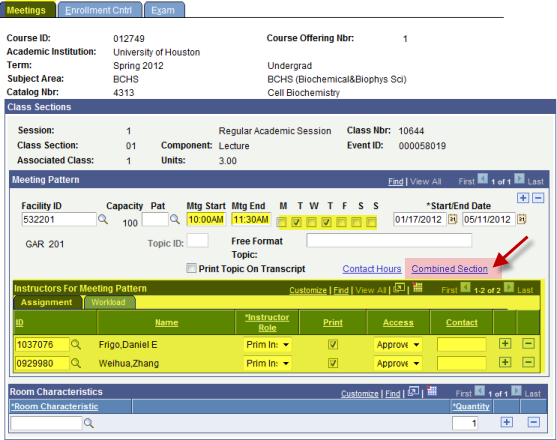 Meetings Enrollment Cntrl Exam
Course ID: 012749 Course Offering Nbr: 1
Academic Institution: University of Houston
Term: Spring 2012 Undergrad
Subject Area: BCHS BCHS (Biochemical&Biophys Sci)
Catalog Nbr: 4313 Cell Biochemistry
Class Sections
Session: 1 Regular Academic Session Class Nbr: 10644
Class Section: 01 Component: Lecture Event ID: 000058019
Associated Class: 1 Units: 3.00
Meeting Pattern Find | View All First 1 of 1 Last
Facility ID Capacity Pat Mtg Start Mtg End M T W T F S S *Start/End Date
532201 100 10:00AM 11:30AM 01/17/2012 05/11/2012
GAR 201 Topic ID: Free Format
Topic:
Print Topic On Transcript Contact Hours Combined Section
Instructors For Meeting Pattern Customize | Find | View All | First 1-2 of 2 Last
Assignment Workload
ID Name *Instructor Role Print Access Contact
1037076 Frigo,Daniel E Prim In: Approve
0929980 Weihua,Zhang Prim In: Approve
Room Characteristics Customize | Find | First 1 of 1 Last
*Room Characteristic *Quantity
1